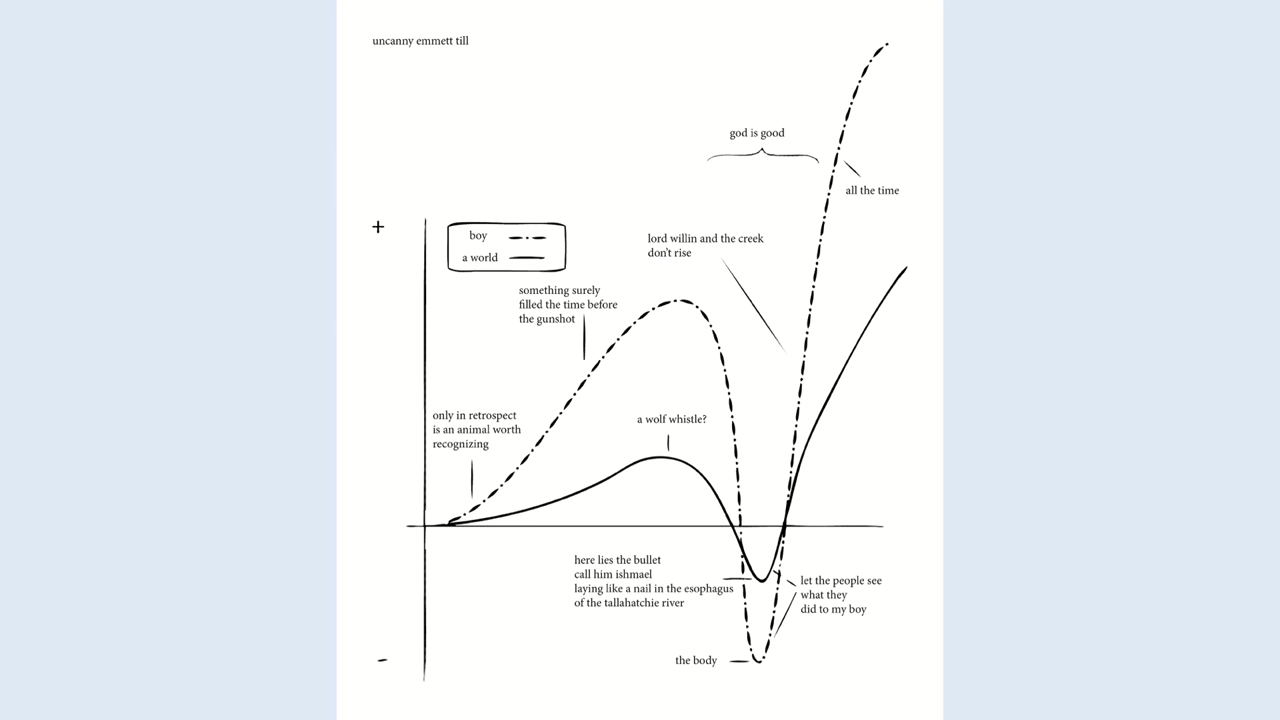 uncanny emmett till
god is good
all the time
+
boy
a world
lord willin and the creek
don't rise
something surely
filled the time before
the gunshot
only in retrospect
is an animal worth
recognizing
a wolf whistle?
here lies the bullet
call him ishmael
laying like a nail in the esophagus
of the tallahatchie river
let the people see
what they
did to my boy
the body
-